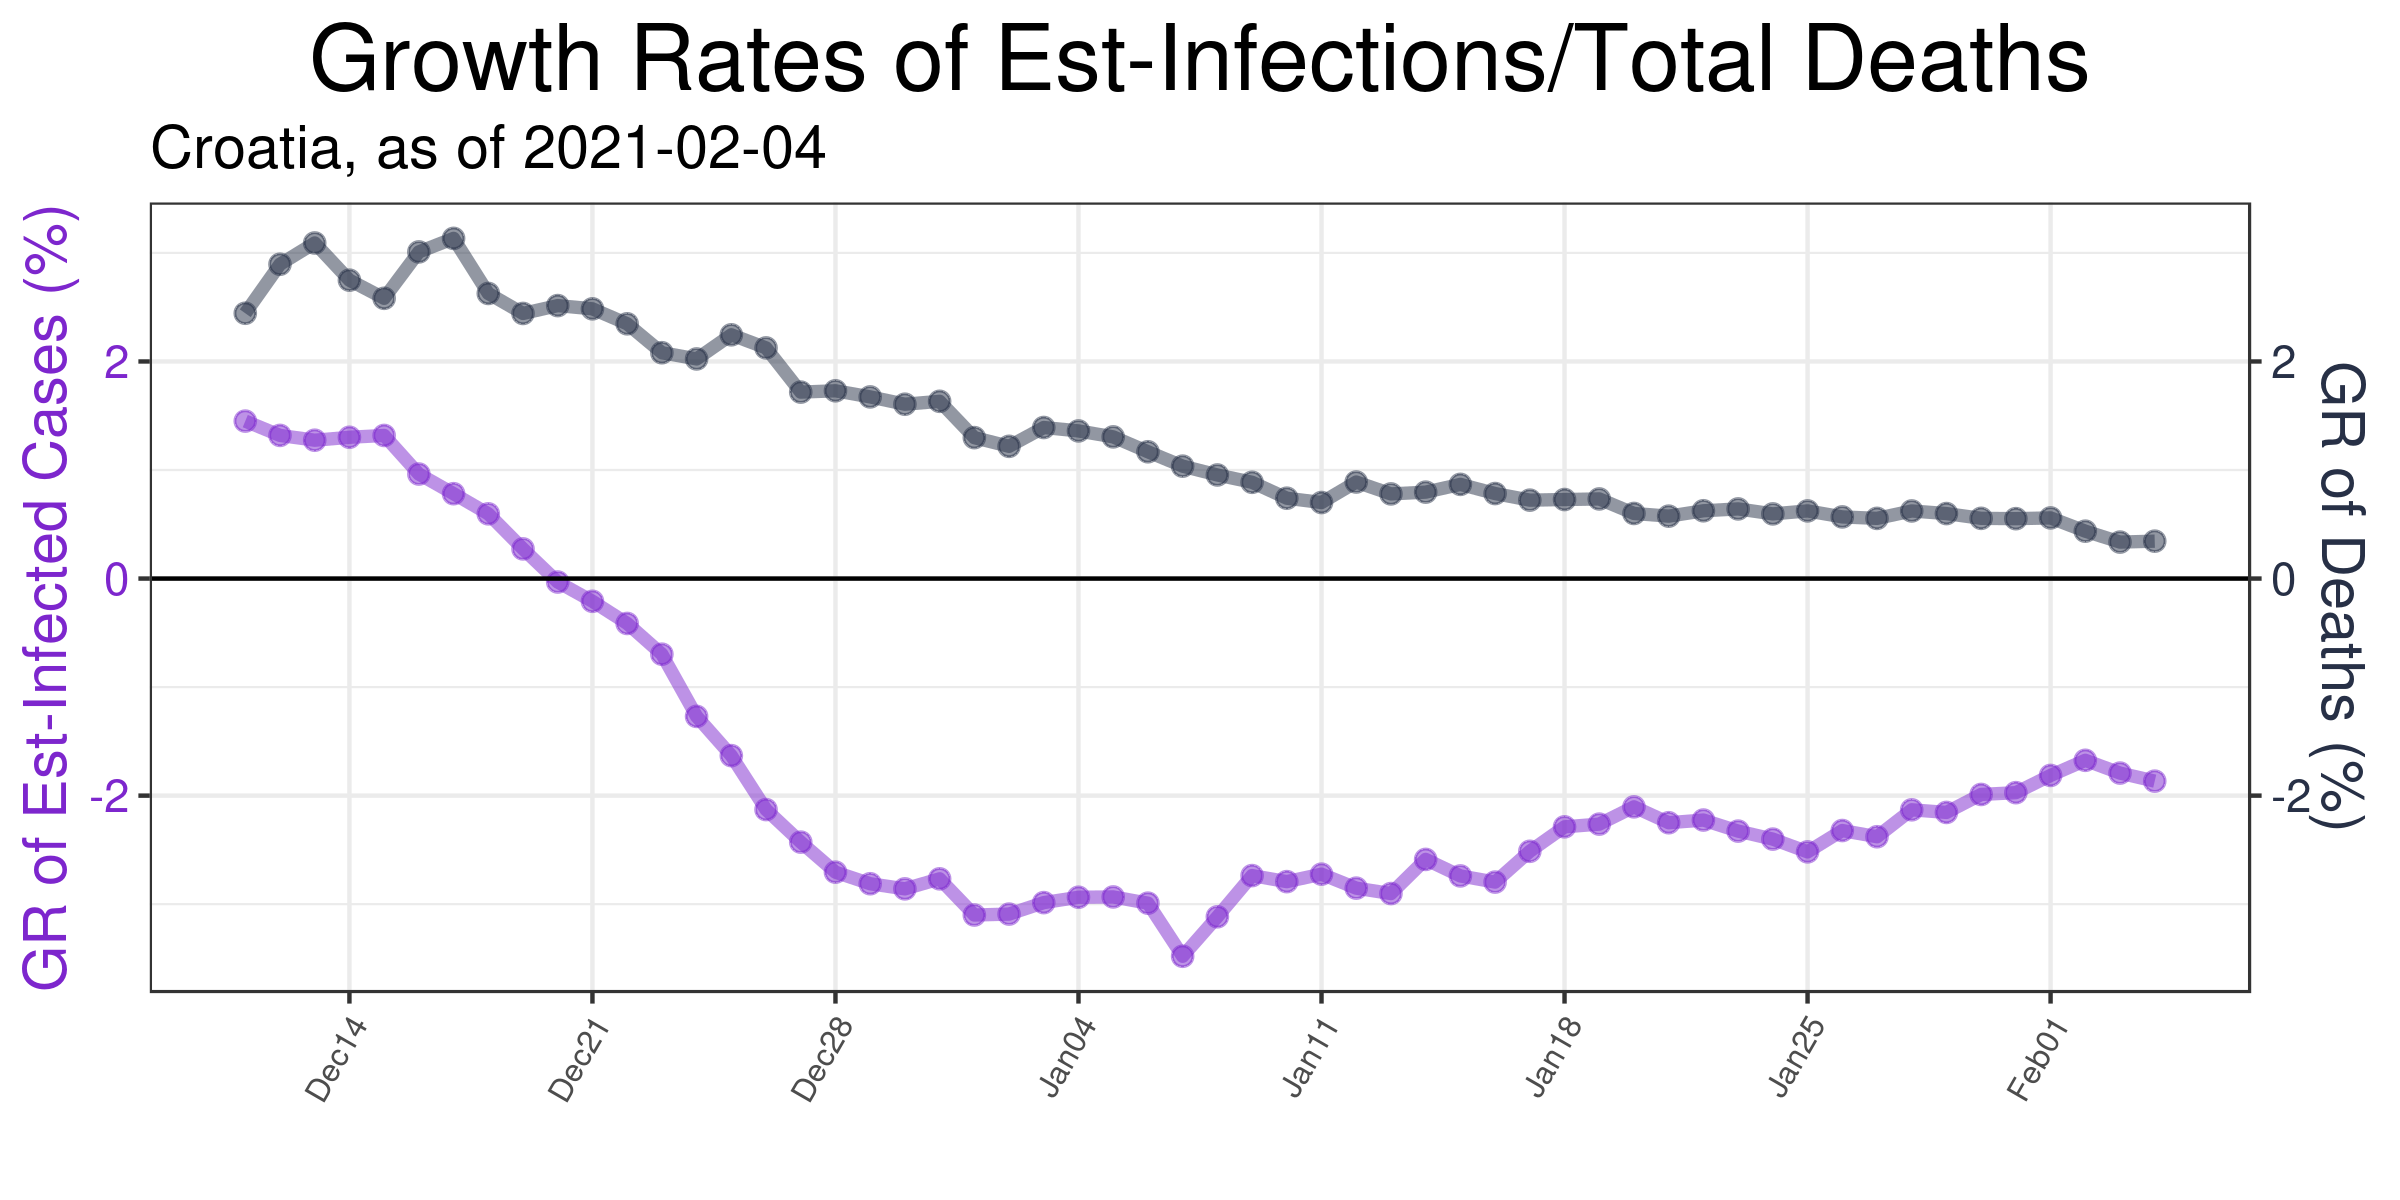 Growth Rates of Est-Infections/Total Deaths
Croatia, as of 2021-02-04
GR of Est-Infected Cases (%)
2
0
-2
2
0
-2
GR of Deaths (%)
Dec14
Dec21
Dec28
Jan04
Jan11
Jan18
Jan25
Feb01